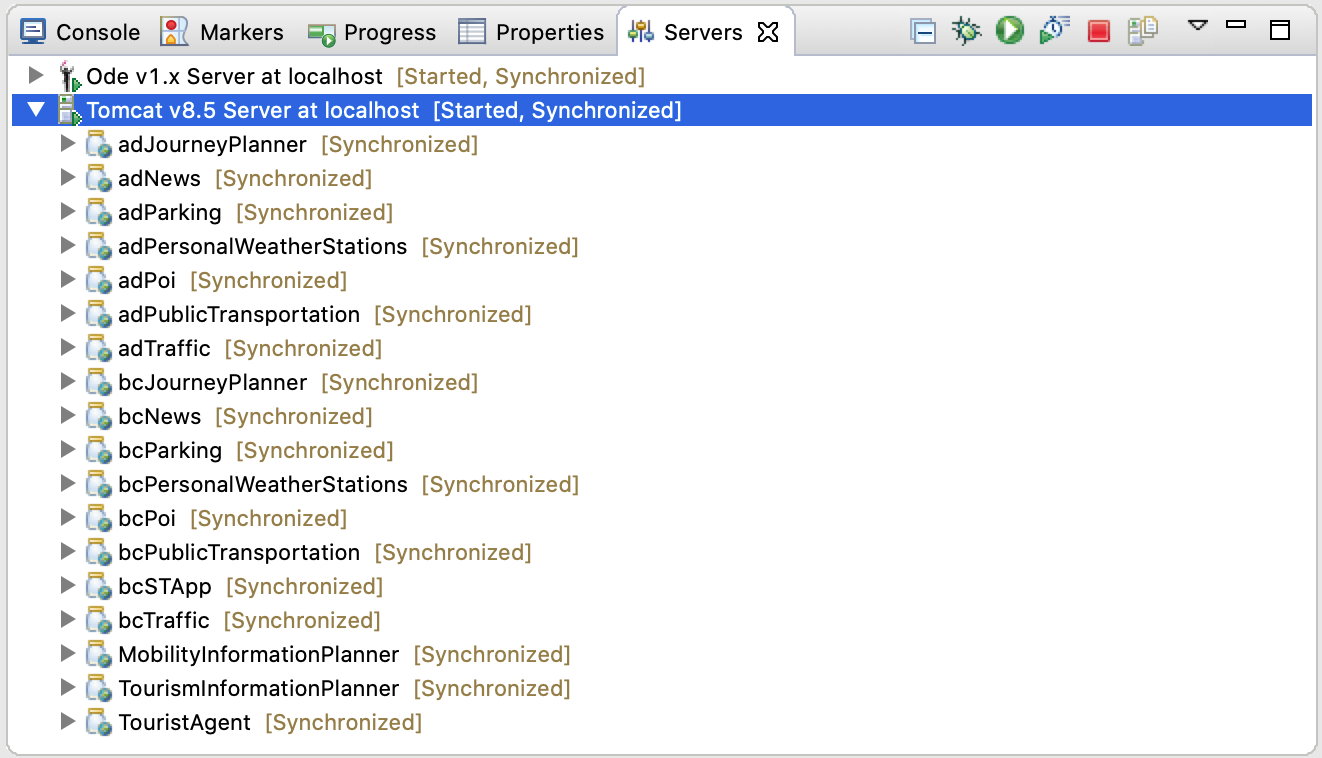 Console Markers Progress Properties Servers
Ode v1.x Server at localhost [Started, Synchronized]
Tomcat v8.5 Server at localhost [Started, Synchronized]
adJourneyPlanner [Synchronized]
adNews [Synchronized]
adParking [Synchronized]
adPersonalWeatherStations [Synchronized]
adPoi [Synchronized]
adPublicTransportation [Synchronized]
adTraffic [Synchronized]
bcJourneyPlanner [Synchronized]
bcNews [Synchronized]
bcParking [Synchronized]
bcPersonalWeatherStations [Synchronized]
bcPoi [Synchronized]
bcPublicTransportation [Synchronized]
bcSTApp [Synchronized]
bcTraffic [Synchronized]
MobilityInformationPlanner [Synchronized]
TourismInformationPlanner [Synchronized]
TouristAgent [Synchronized]